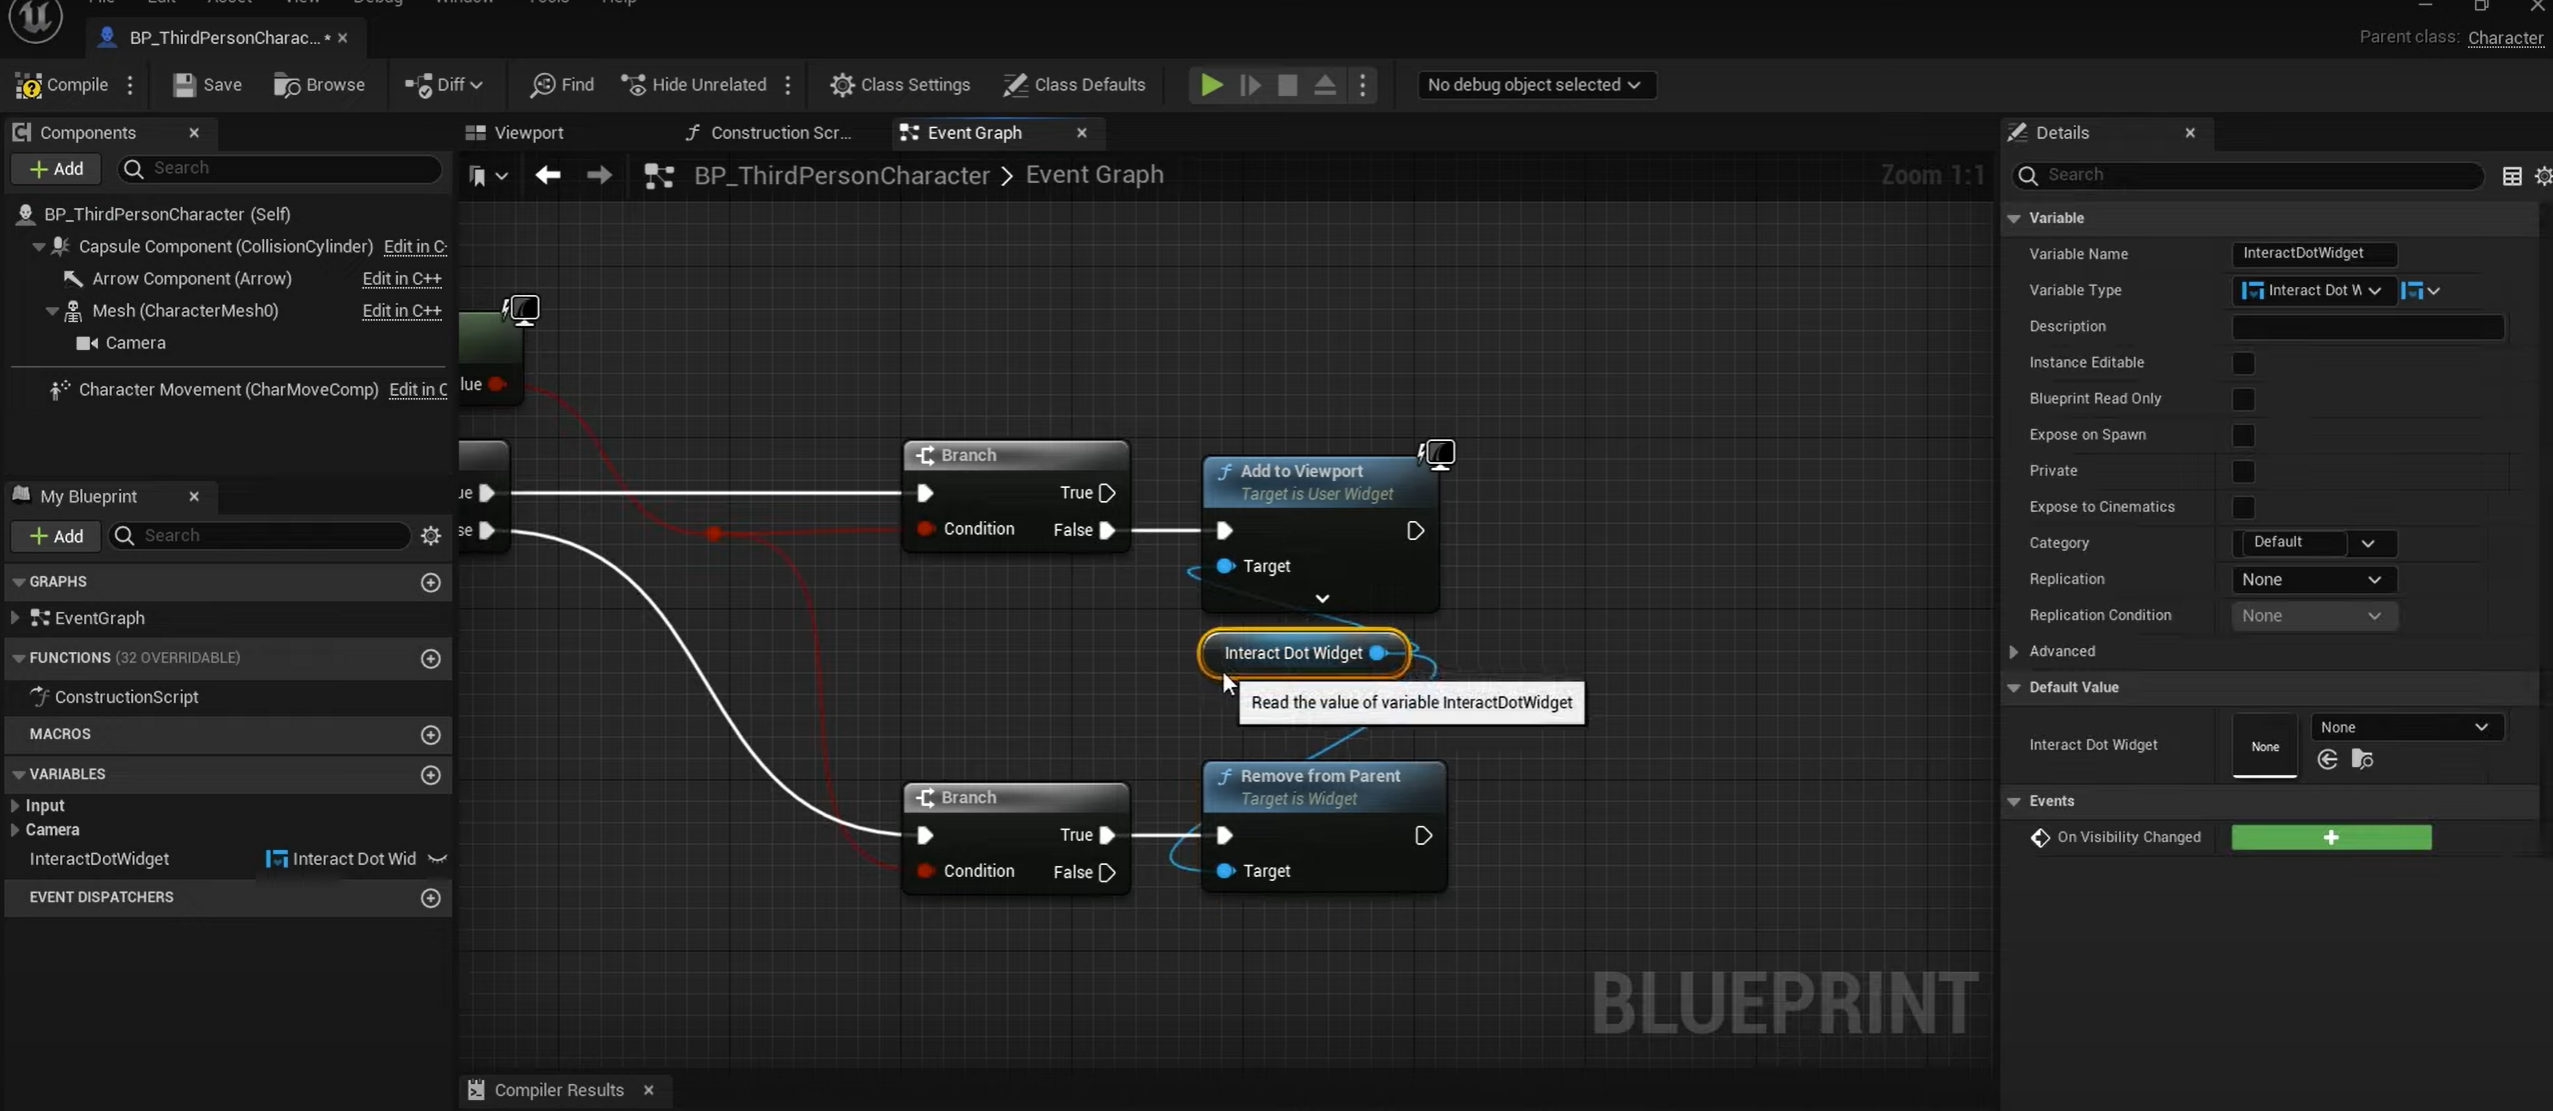 BP_ThirdPersonCharac... *
Parent class: Character
Compile
Save
Browse
Diff
Find
Hide Unrelated
Class Settings
Class Defaults
No debug object selected
Components
Add
Search
BP_ThirdPersonCharacter (Self)
Capsule Component (CollisionCylinder) Edit in C
Arrow Component (Arrow) Edit in C++
Mesh (CharacterMesh0) Edit in C++
Camera
Character Movement (CharMoveComp) Edit in C
My Blueprint
Add
Search
GRAPHS
EventGraph
FUNCTIONS (32 OVERRIDABLE)
ConstructionScript
MACROS
VARIABLES
Input
Camera
InteractDotWidget Interact Dot Wid
EVENT DISPATCHERS
Viewport
Construction Scr...
Event Graph
BP_ThirdPersonCharacter > Event Graph
Zoom 1:1
lue
ue
se
Branch
True
Condition False
Add to Viewport
Target is User Widget
Target
Interact Dot Widget
Read the value of variable InteractDotWidget
Branch
True
Condition False
Remove from Parent
Target is Widget
Target
BLUEPRINT
Compiler Results
Details
Search
Variable
Variable Name InteractDotWidget
Variable Type Interact Dot W
Description
Instance Editable
Blueprint Read Only
Expose on Spawn
Private
Expose to Cinematics
Category Default
Replication None
Replication Condition None
Advanced
Default Value
Interact Dot Widget None None
Events
On Visibility Changed